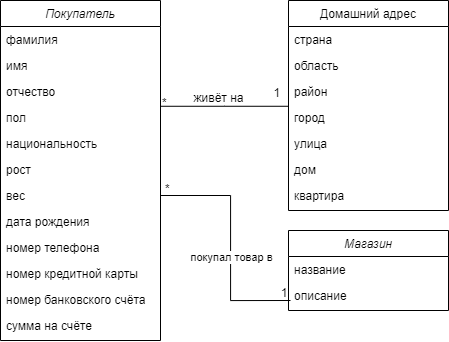 Покупатель
фамилия
имя
отчество
пол
национальность
рост
вес
дата рождения
номер телефона
номер кредитной карты
номер банковского счёта
сумма на счёте
* живёт на 1
* покупал товар в 1
Домашний адрес
страна
область
район
город
улица
дом
квартира
Магазин
название
описание